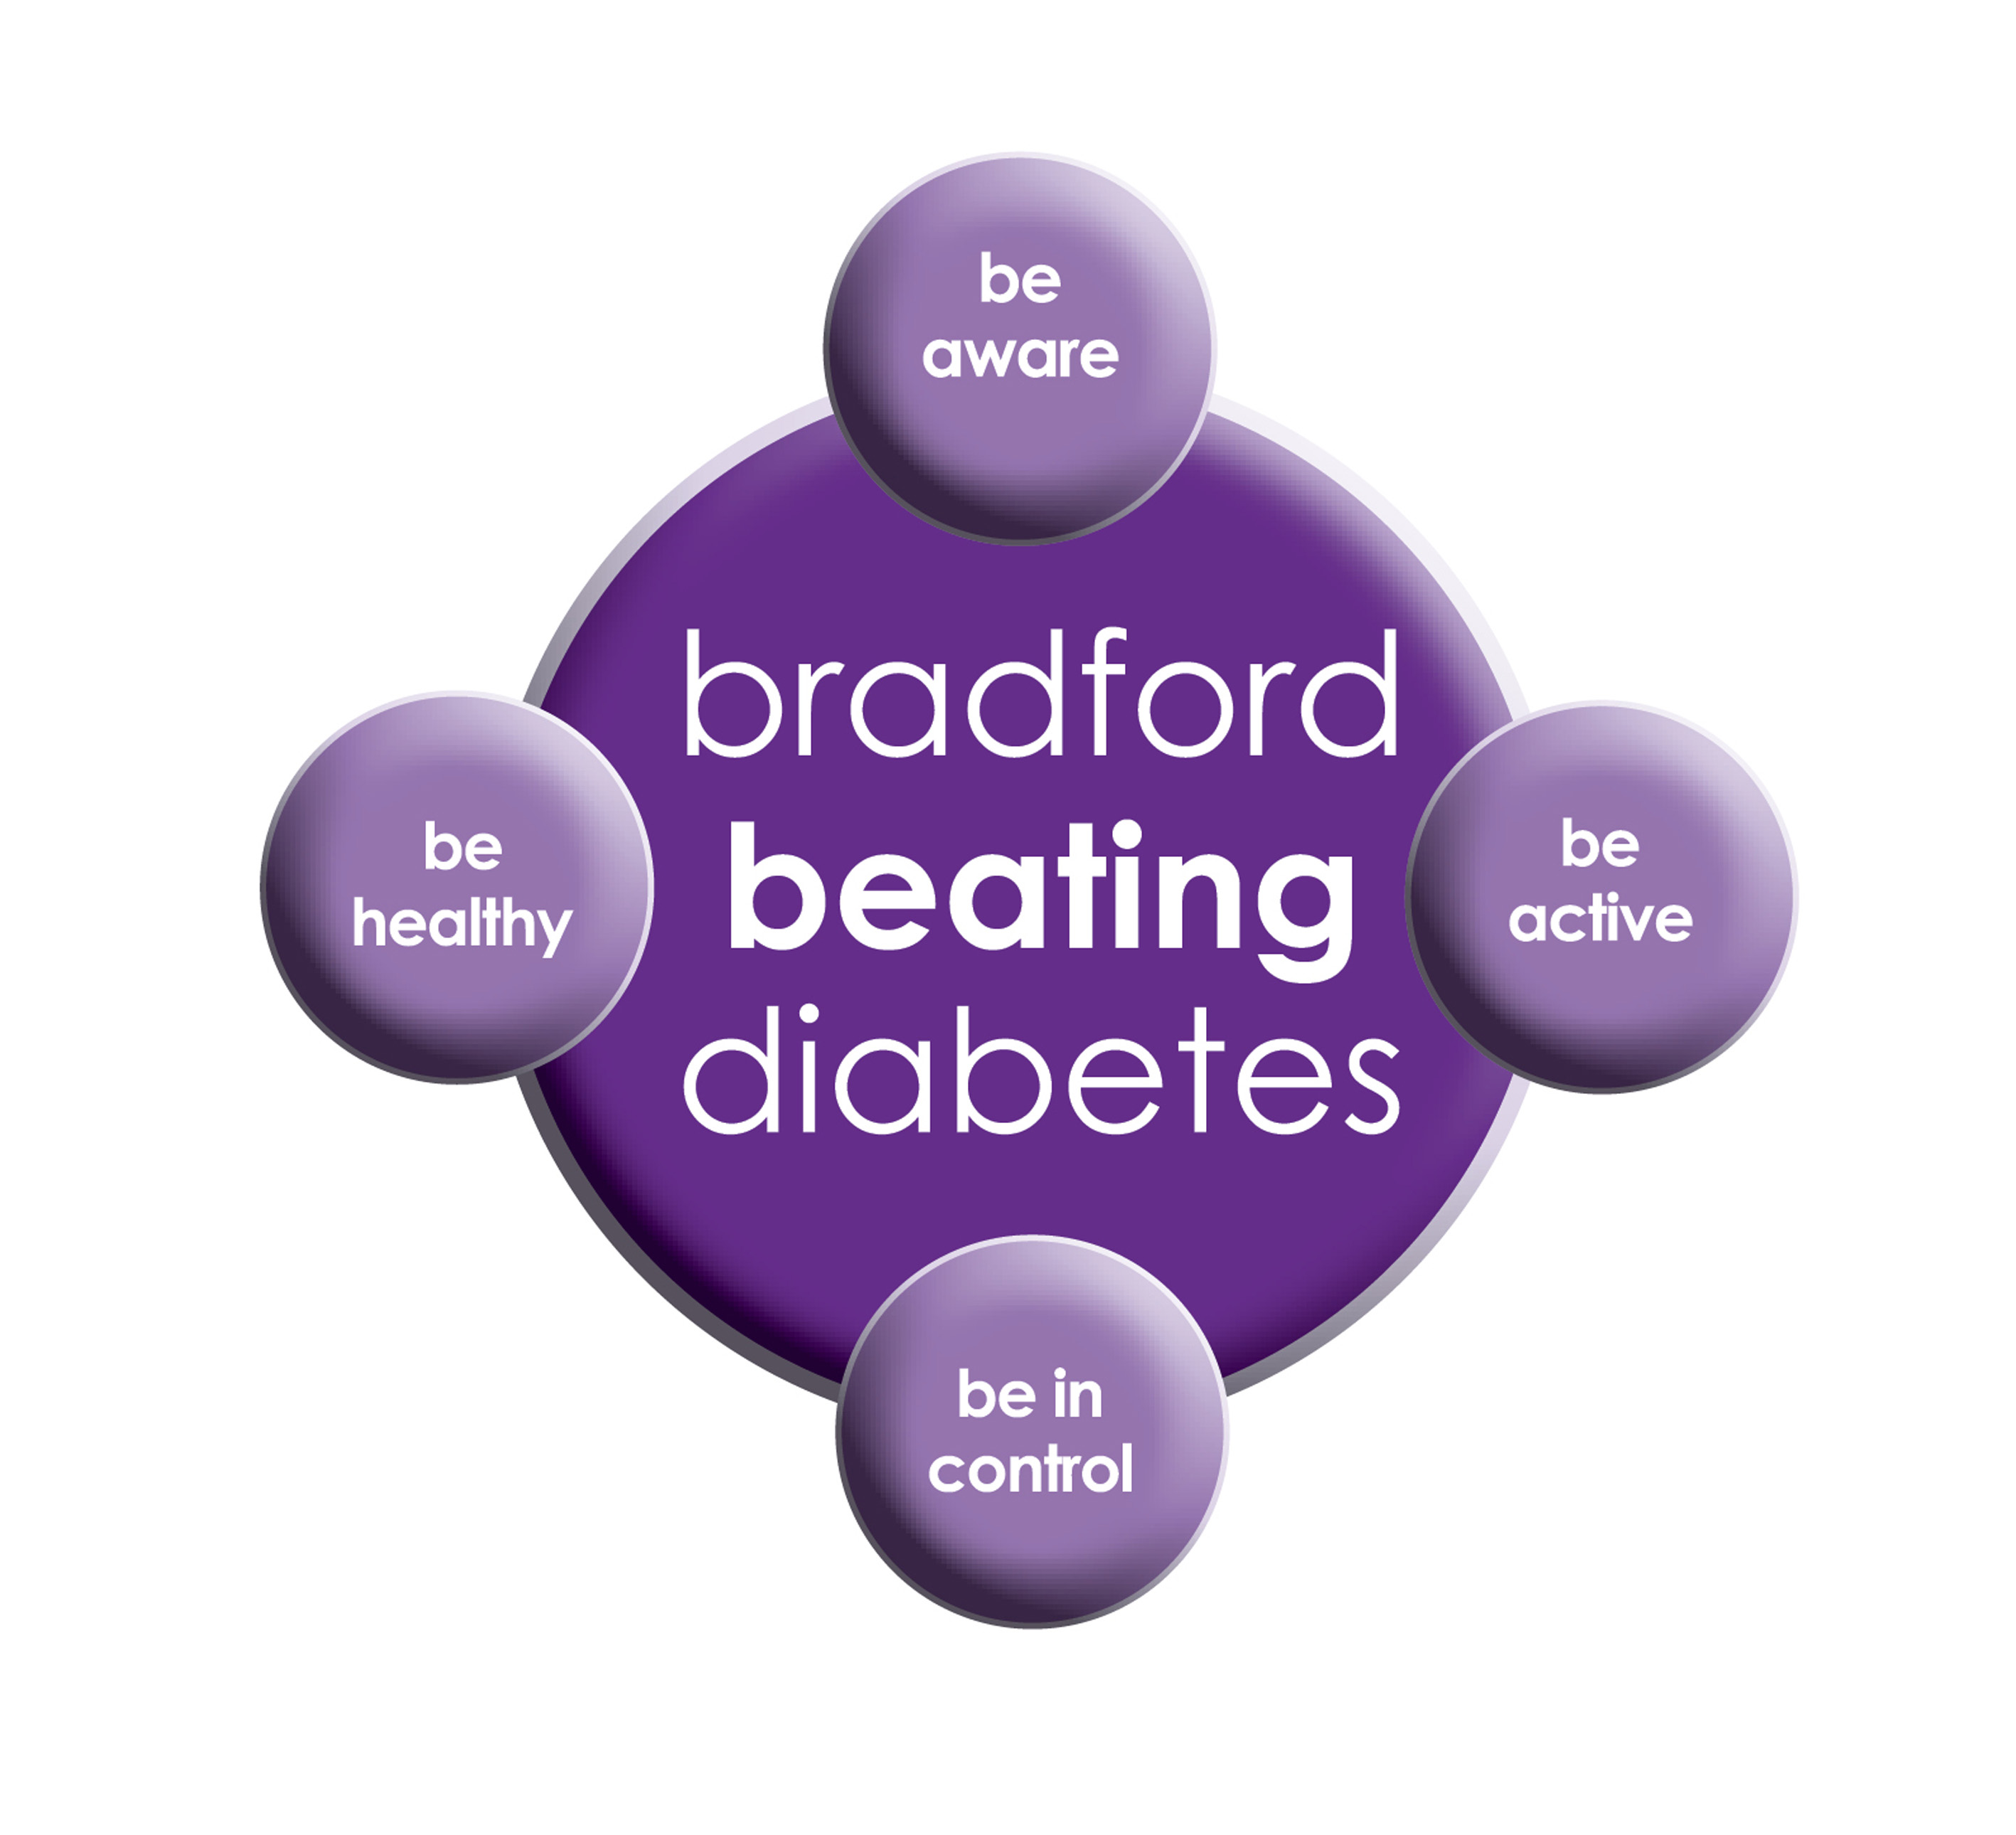 be
aware
bradford
beating
diabetes
be
healthy
be
active
be in
control